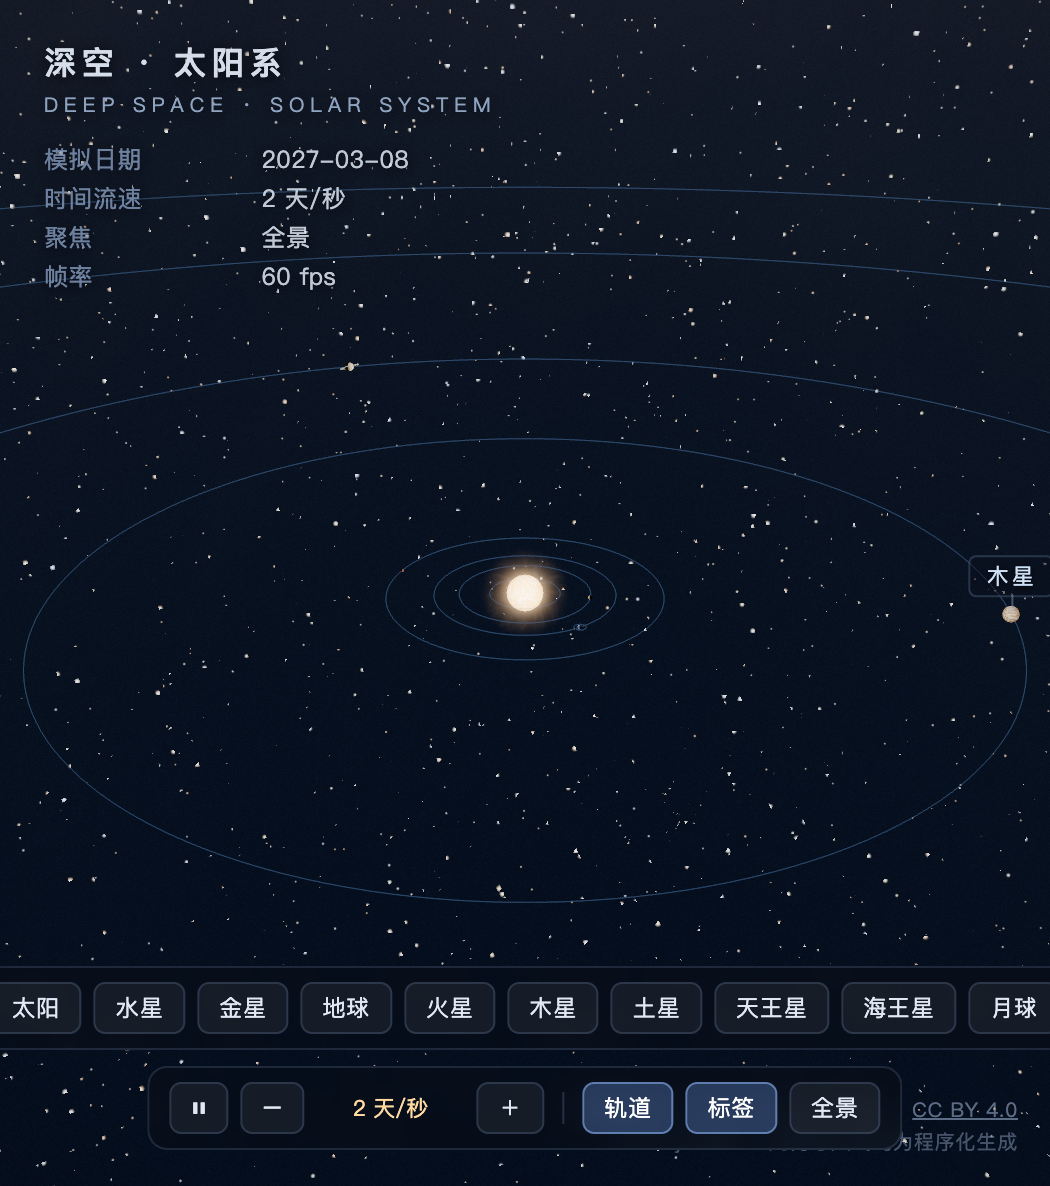 深空 · 太阳系
DEEP SPACE · SOLAR SYSTEM
模拟日期 2027-03-08
时间流速 2 天/秒
聚焦 全景
帧率 60 fps
木星
太阳 水星 金星 地球 火星 木星 土星 天王星 海王星 月球
2 天/秒 轨道 标签 全景
CC BY 4.0
为程序化生成